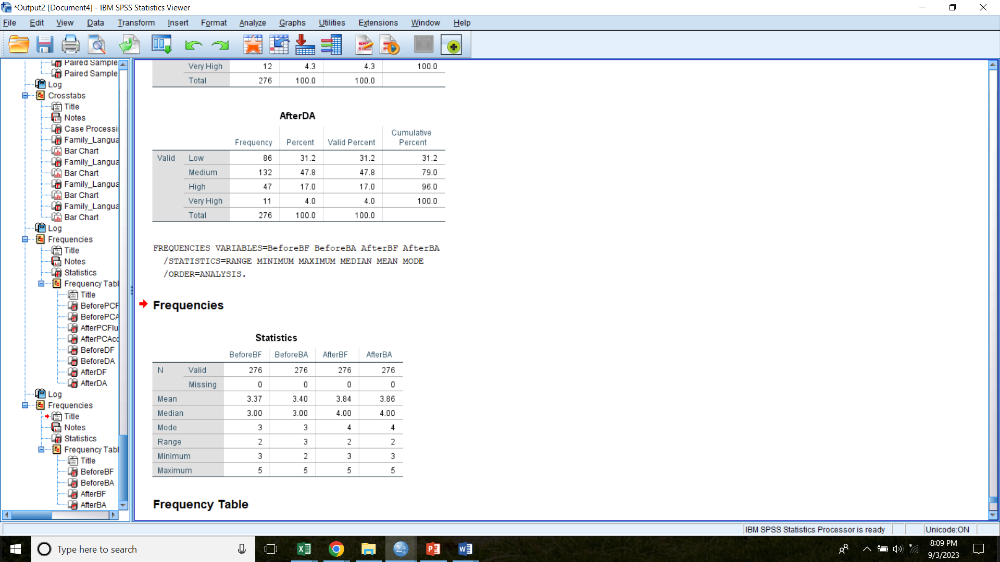 *Output2 [Document4] - IBM SPSS Statistics Viewer
File Edit View Data Transform Insert Format Analyze Graphs Utilities Extensions Window Help
Paired Sample
Paired Sample
Log
Crosstabs
Title
Notes
Case Processi
Family_Langua
Bar Chart
Family_Langua
Bar Chart
Family_Langua
Bar Chart
Family_Langua
Bar Chart
Log
Frequencies
Title
Notes
Statistics
Frequency Tabl
Title
BeforePCF
BeforePCA
AfterPCFlu
AfterPCAcc
BeforeDF
BeforeDA
AfterDF
AfterDA
Log
Frequencies
Title
Notes
Statistics
Frequency Tabl
Title
BeforeBF
BeforeBA
AfterBF
AfterBA
Very High 12 4.3 4.3 100.0
Total 276 100.0 100.0
AfterDA
Frequency Percent Valid Percent Cumulative Percent
Valid Low 86 31.2 31.2 31.2
Medium 132 47.8 47.8 79.0
High 47 17.0 17.0 96.0
Very High 11 4.0 4.0 100.0
Total 276 100.0 100.0
FREQUENCIES VARIABLES=BeforeBF BeforeBA AfterBF AfterBA
/STATISTICS=RANGE MINIMUM MAXIMUM MEDIAN MEAN MODE
/ORDER=ANALYSIS.
Frequencies
Statistics
BeforeBF BeforeBA AfterBF AfterBA
N Valid 276 276 276 276
Missing 0 0 0 0
Mean 3.37 3.40 3.84 3.86
Median 3.00 3.00 4.00 4.00
Mode 3 3 4 4
Range 2 3 2 2
Minimum 3 2 3 3
Maximum 5 5 5 5
Frequency Table
IBM SPSS Statistics Processor is ready Unicode:ON
Type here to search
8:09 PM
9/3/2023